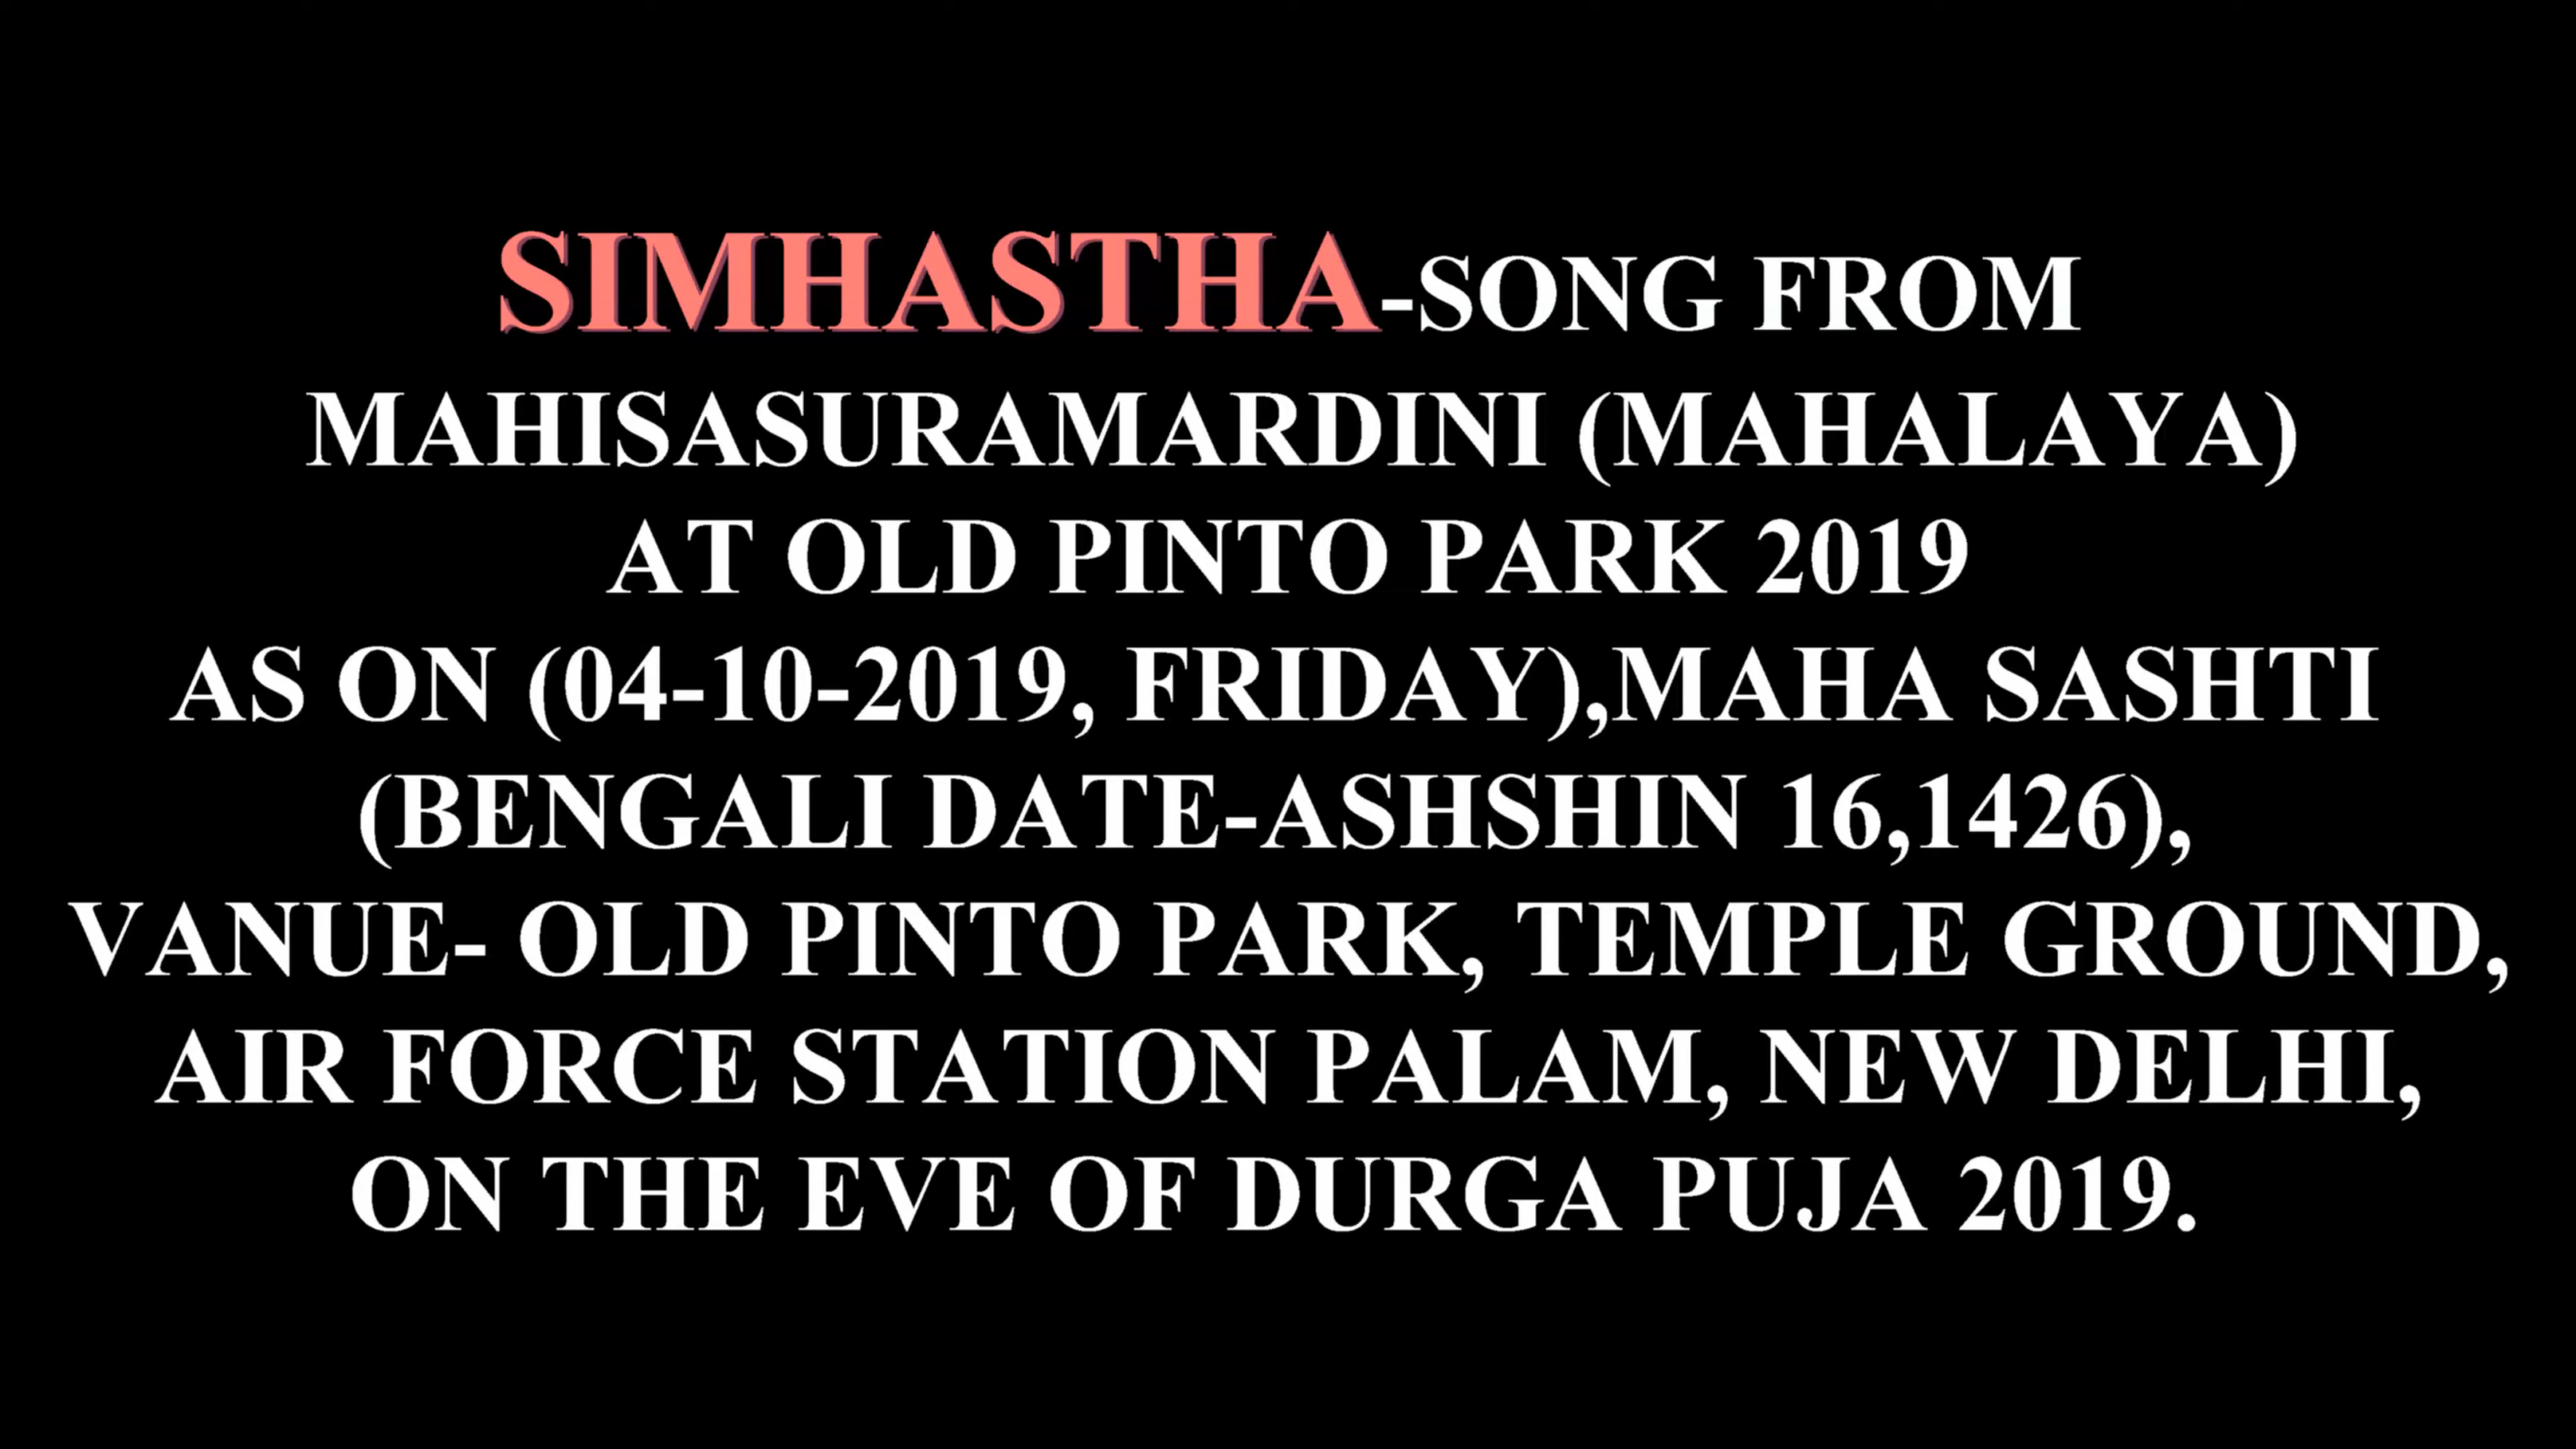 SIMHASTHA-SONG FROM
MAHISASURAMARDINI (MAHALAYA)
AT OLD PINTO PARK 2019
AS ON (04-10-2019, FRIDAY),MAHA SASHTI
(BENGALI DATE-ASHSHIN 16,1426),
VANUE- OLD PINTO PARK, TEMPLE GROUND,
AIR FORCE STATION PALAM, NEW DELHI,
ON THE EVE OF DURGA PUJA 2019.